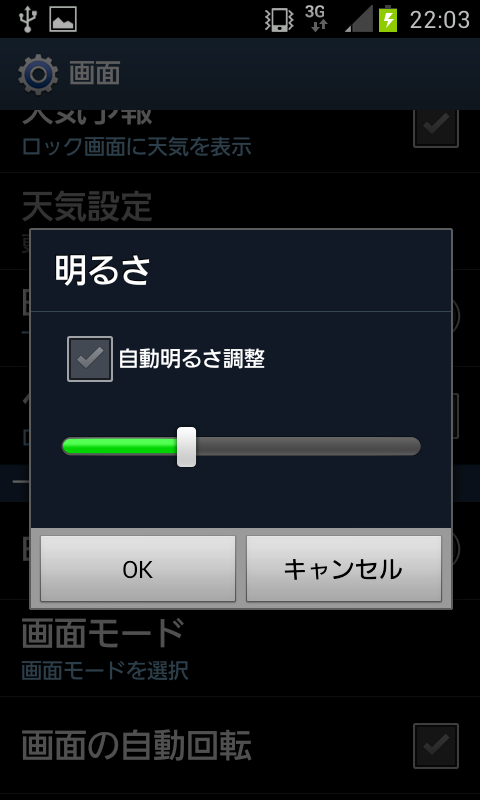 3G
22:03
画面
天気予報
ロック画面に天気を表示
天気設定
明るさ
自動明るさ調整
OK
キャンセル
画面モード
画面モードを選択
画面の自動回転